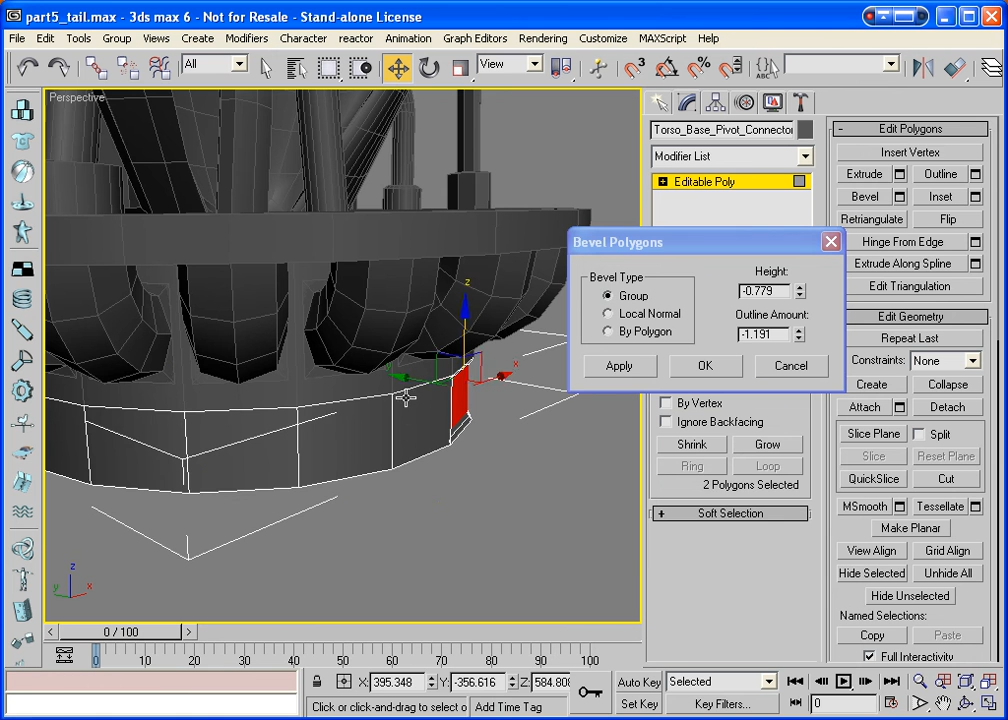 part5_tail.max - 3ds max 6 - Not for Resale - Stand-alone License
File Edit Tools Group Views Create Modifiers Character reactor Animation Graph Editors Rendering Customize MAXScript Help
All View
Perspective
Torso_Base_Pivot_Connector
Modifier List
Editable Poly
Edit Polygons
Insert Vertex
Extrude Outline
Bevel Inset
Retriangulate Flip
Hinge From Edge
Extrude Along Spline
Edit Triangulation
Bevel Polygons
Bevel Type
Group
Local Normal
By Polygon
Height:
-0.779
Outline Amount:
-1.191
Apply OK Cancel
By Vertex
Ignore Backfacing
Shrink Grow
Ring Loop
2 Polygons Selected
Soft Selection
Edit Geometry
Repeat Last
Constraints: None
Create Collapse
Attach Detach
Slice Plane Split
Slice Reset Plane
QuickSlice Cut
MSmooth Tessellate
Make Planar
View Align Grid Align
Hide Selected Unhide All
Hide Unselected
Named Selections:
Copy Paste
Full Interactivity
z
x
y
z
x
y
0 / 100
0 10 20 30 40 50 60 70 80 90 100
X: 395.348 Y: -356.616 Z: 584.808
Auto Key Selected
Click or click-and-drag to select o Add Time Tag
Set Key Key Filters... 0